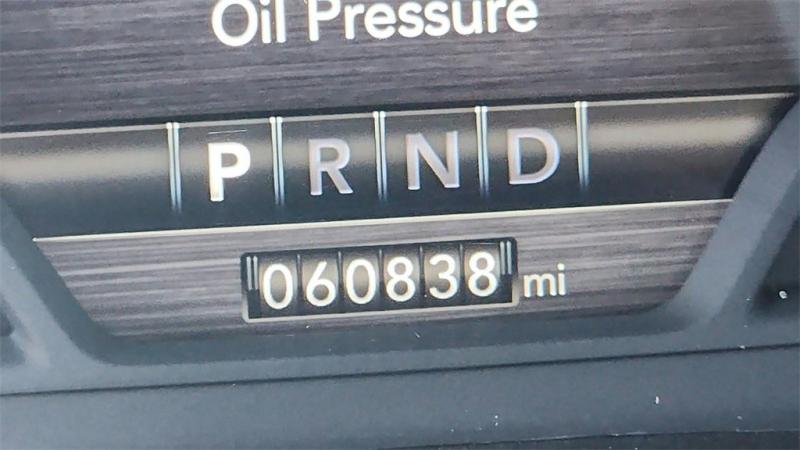 Oil Pressure
P R N D
060838 mi